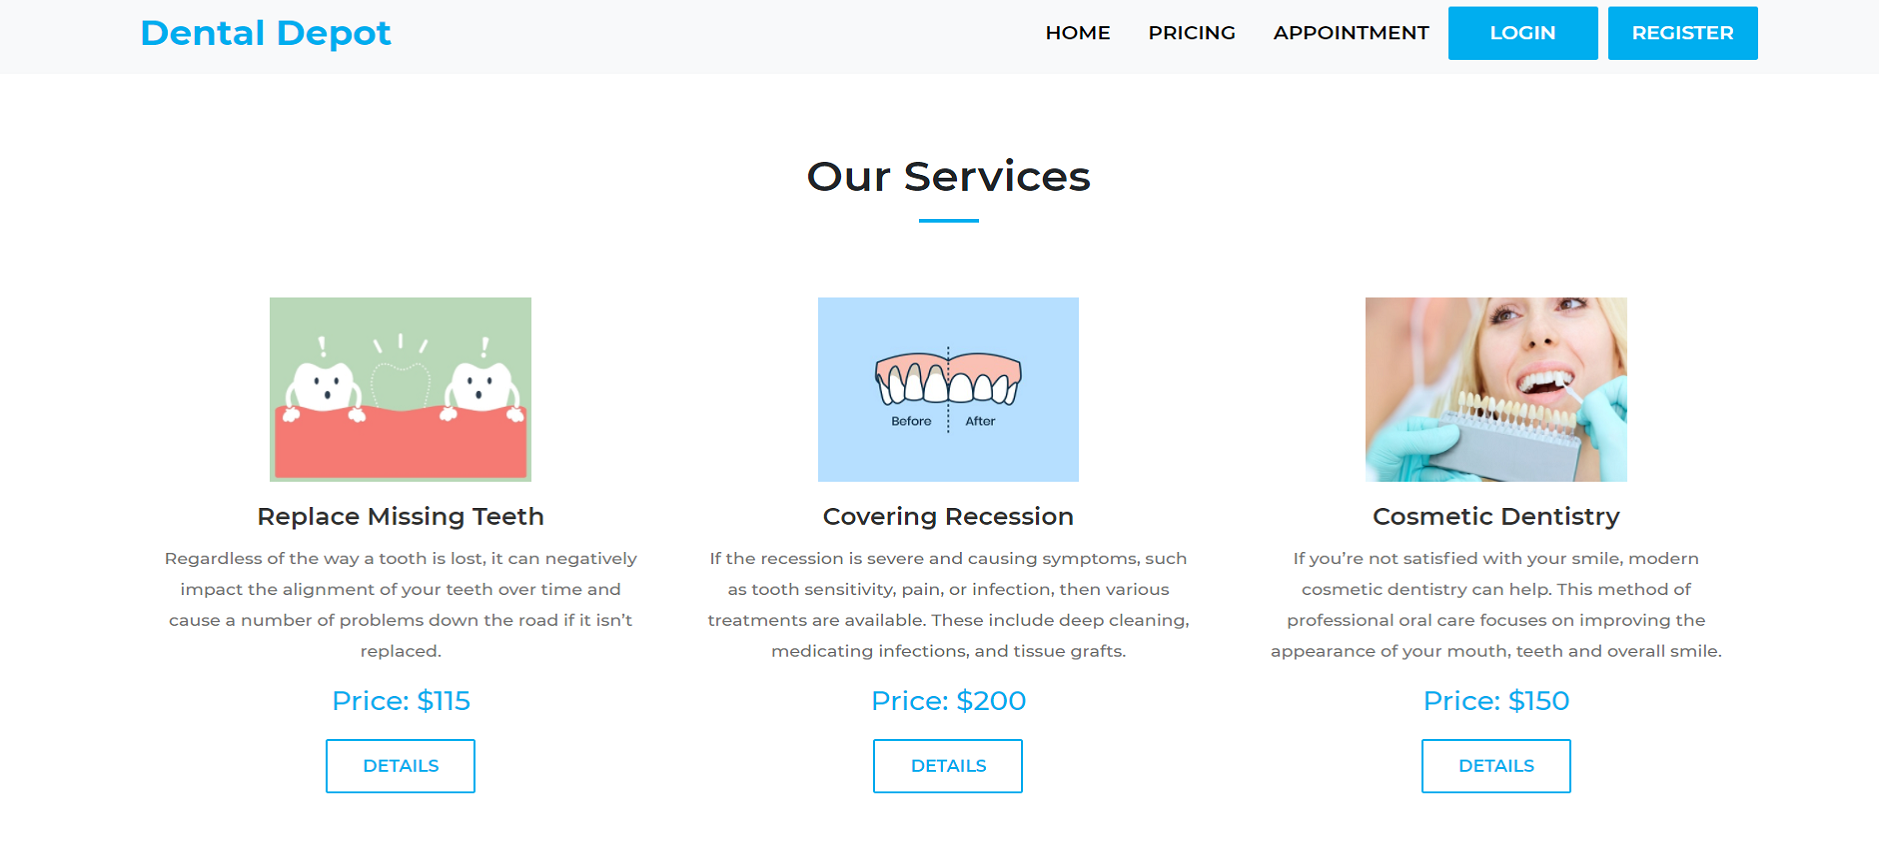 Dental Depot
HOME PRICING APPOINTMENT LOGIN REGISTER
Our Services
Before After
Replace Missing Teeth
Regardless of the way a tooth is lost, it can negatively
impact the alignment of your teeth over time and
cause a number of problems down the road if it isn’t
replaced.
Price: $115
DETAILS
Covering Recession
If the recession is severe and causing symptoms, such
as tooth sensitivity, pain, or infection, then various
treatments are available. These include deep cleaning,
medicating infections, and tissue grafts.
Price: $200
DETAILS
Cosmetic Dentistry
If you’re not satisfied with your smile, modern
cosmetic dentistry can help. This method of
professional oral care focuses on improving the
appearance of your mouth, teeth and overall smile.
Price: $150
DETAILS